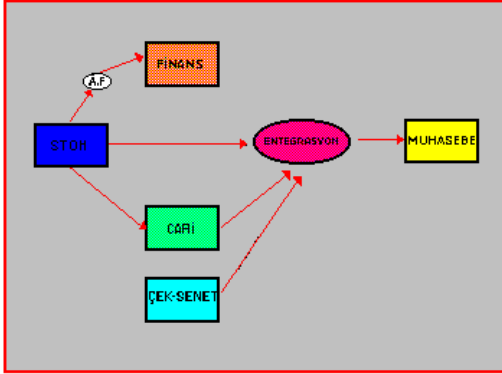 FİNANS
A.F
STOK
ENTEGRASYON
MUHASEBE
CARİ
ÇEK-SENET